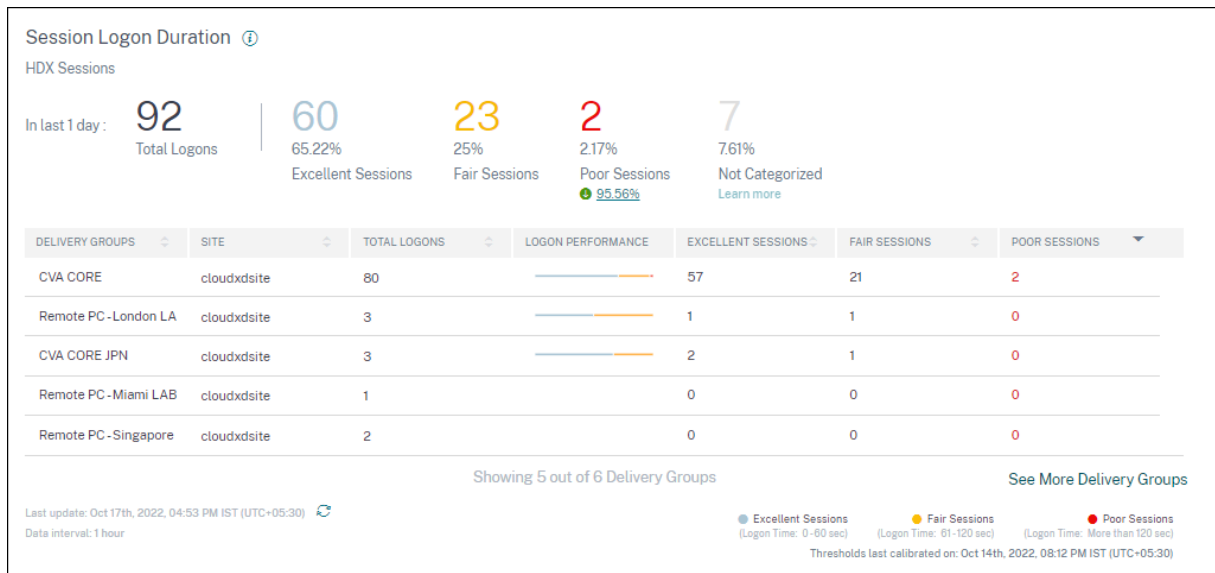 Session Logon Duration
HDX Sessions
In last 1 day : 92 60 23 2 7
Total Logons 65.22% 25% 2.17% 7.61%
Excellent Sessions Fair Sessions Poor Sessions Not Categorized
95.56% Learn more
DELIVERY GROUPS SITE TOTAL LOGONS LOGON PERFORMANCE EXCELLENT SESSIONS FAIR SESSIONS POOR SESSIONS
CVA CORE cloudxdsite 80 57 21 2
Remote PC-London LA cloudxdsite 3 1 1 0
CVA CORE JPN cloudxdsite 3 2 1 0
Remote PC-Miami LAB cloudxdsite 1 0 0 0
Remote PC-Singapore cloudxdsite 2 0 0 0
Showing 5 out of 6 Delivery Groups See More Delivery Groups
Last update: Oct 17th, 2022, 04:53 PM IST (UTC+05:30)
Data interval: 1 hour
Excellent Sessions Fair Sessions Poor Sessions
(Logon Time: 0-60 sec) (Logon Time: 61-120 sec) (Logon Time: More than 120 sec)
Thresholds last calibrated on: Oct 14th, 2022, 08:12 PM IST (UTC+05:30)